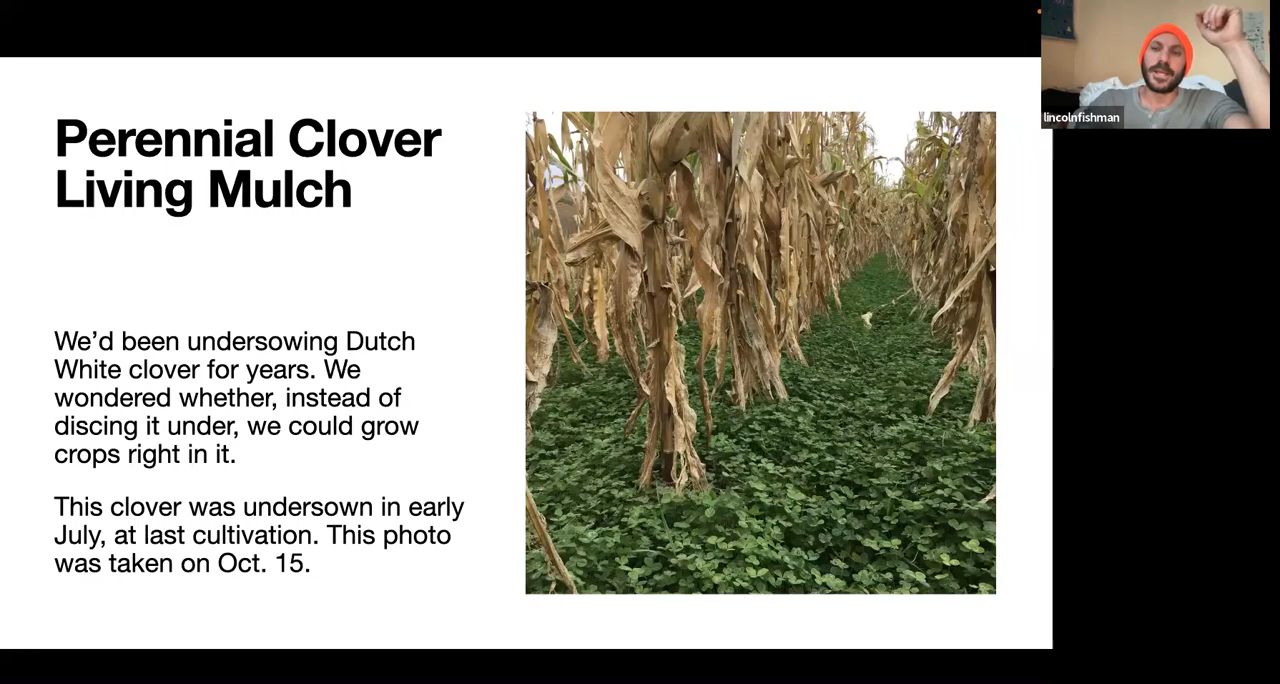 Perennial Clover
Living Mulch
We’d been undersowing Dutch
White clover for years. We
wondered whether, instead of
discing it under, we could grow
crops right in it.
This clover was undersown in early
July, at last cultivation. This photo
was taken on Oct. 15.
lincolnfishman